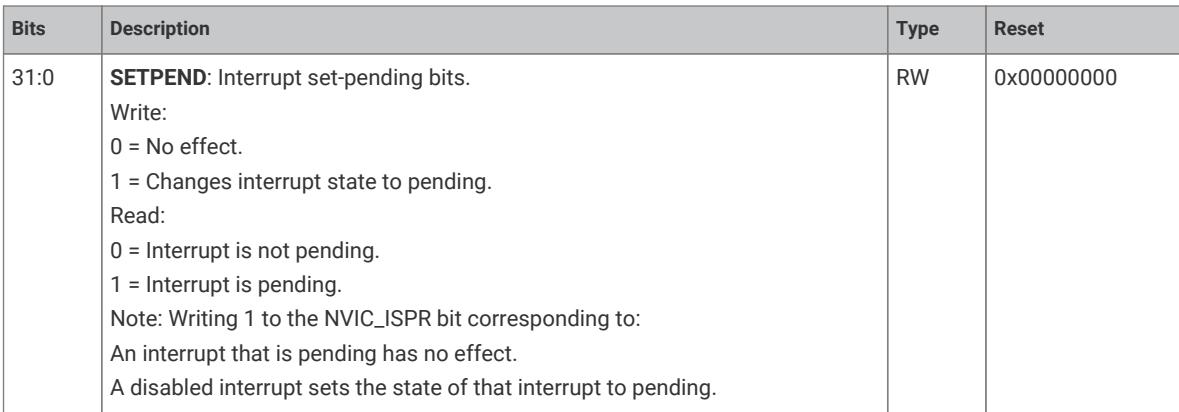 Bits Description Type Reset
31:0 SETPEND: Interrupt set-pending bits. RW 0x00000000
Write:
0 = No effect.
1 = Changes interrupt state to pending.
Read:
0 = Interrupt is not pending.
1 = Interrupt is pending.
Note: Writing 1 to the NVIC_ISPR bit corresponding to:
An interrupt that is pending has no effect.
A disabled interrupt sets the state of that interrupt to pending.